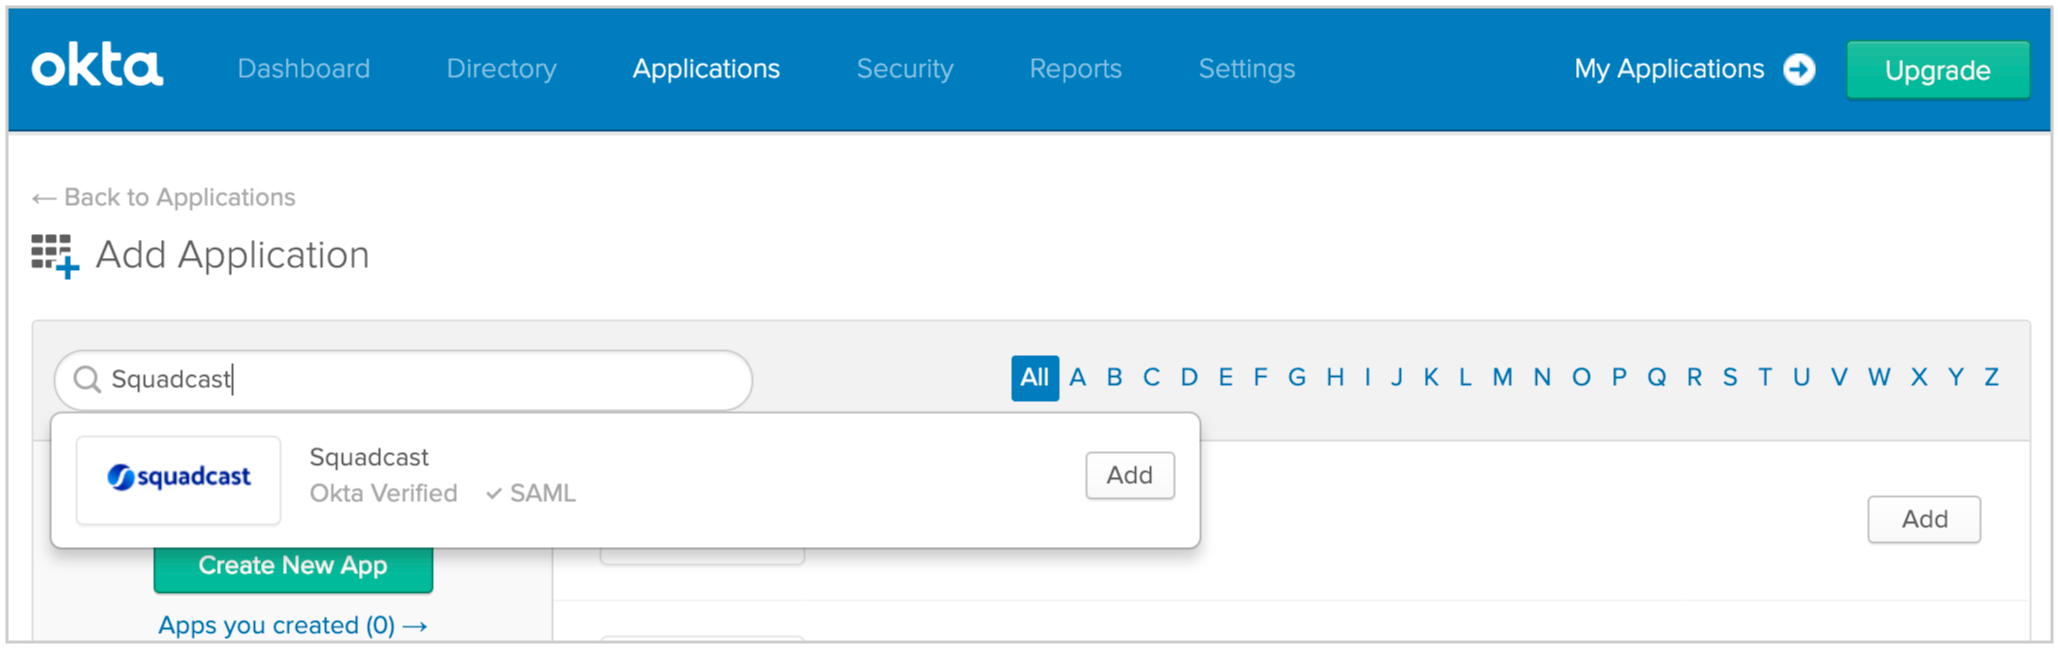 okta Dashboard Directory Applications Security Reports Settings My Applications Upgrade
← Back to Applications
Add Application
Squadcast
All A B C D E F G H I J K L M N O P Q R S T U V W X Y Z
squadcast
Squadcast
Okta Verified ✓ SAML
Add
Add
Create New App
Apps you created (0) →